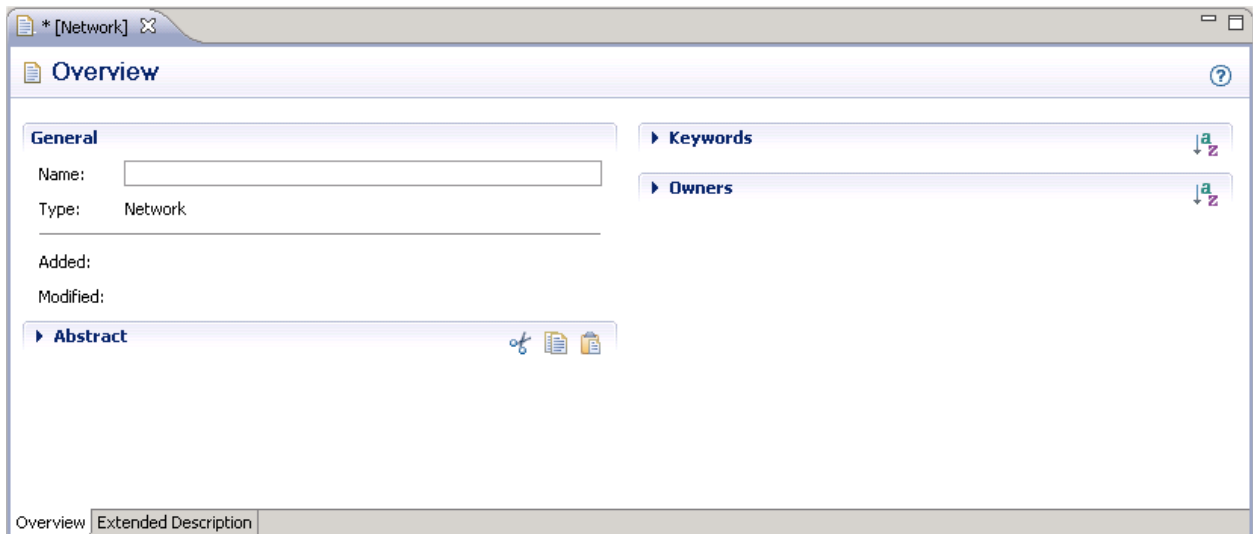 * [Network]
Overview
General
Name:
Type: Network
Added:
Modified:
Abstract
Keywords
Owners
Overview Extended Description